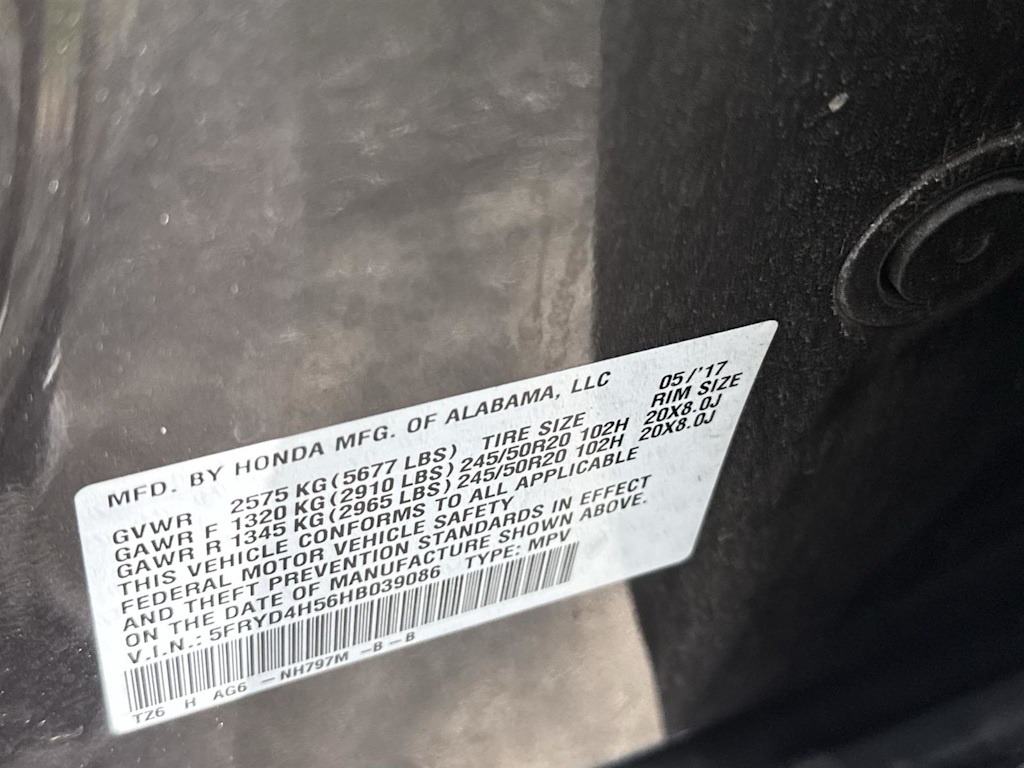 MFD. BY HONDA MFG. OF ALABAMA, LLC 05/'17
GVWR 2575 KG(5677 LBS) TIRE SIZE RIM SIZE
GAWR F 1320 KG(2910 LBS) 245/50R20 102H 20X8.0J
GAWR R 1345 KG(2965 LBS) 245/50R20 102H 20X8.0J
THIS VEHICLE CONFORMS TO ALL APPLICABLE
FEDERAL MOTOR VEHICLE SAFETY
AND THEFT PREVENTION STANDARDS IN EFFECT
ON THE DATE OF MANUFACTURE SHOWN ABOVE.
V.I.N.: 5FRYD4H56HB039086 TYPE: MPV
TZ6 H AG6 – NH797M –B–B